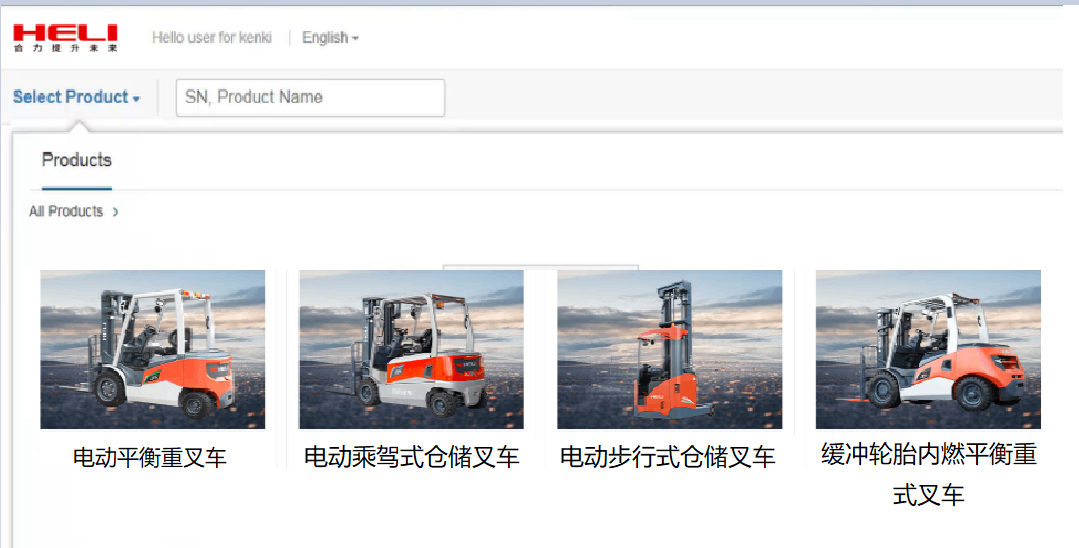 HELI
合力提升未来
Hello user for kenki
English
Select Product
SN, Product Name
Products
All Products
HELI
HELI
HELI
电动平衡重叉车
电动乘驾式仓储叉车
电动步行式仓储叉车
缓冲轮胎内燃平衡重
式叉车